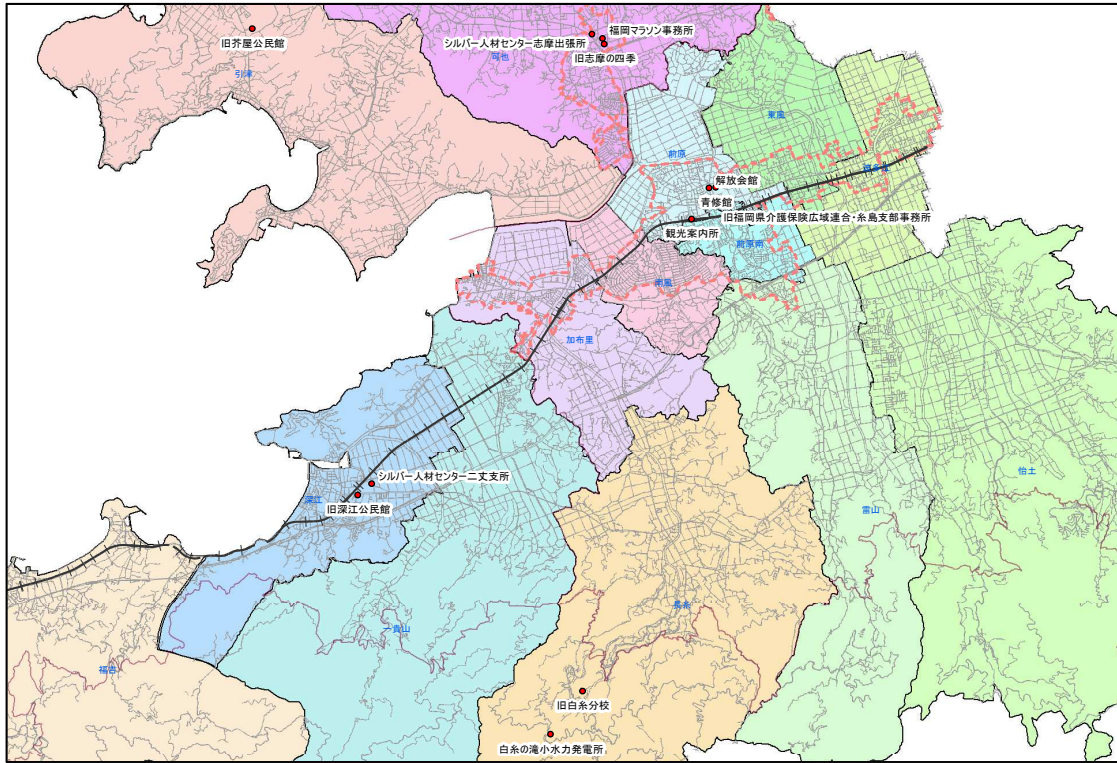 旧芥屋公民館
引津
福岡マラソン事務所
シルバー人材センター志摩出張所
旧志摩の四季
可也
東風
前原
波多江
解放会館
青修館
旧福岡県介護保険広域連合・糸島支部事務所
観光案内所
前原南
南風
加布里
シルバー人材センター二丈支所
深江
旧深江公民館
怡土
雷山
長糸
一貴山
福吉
旧白糸分校
白糸の滝小水力発電所